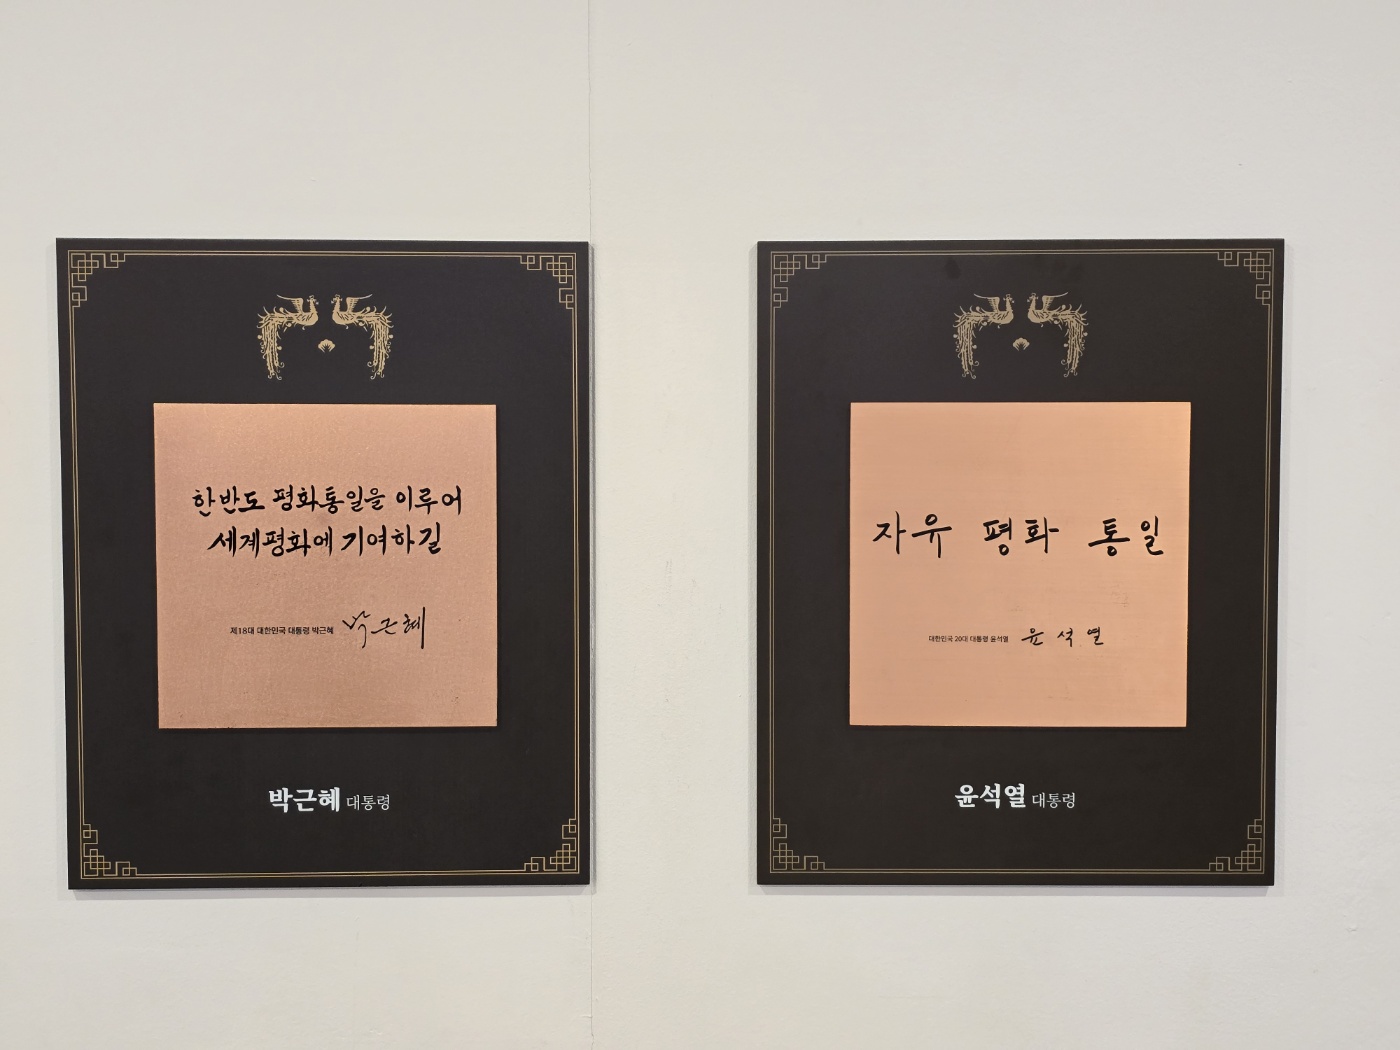 한반도 평화통일을 이루어
세계평화에 기여하길
제18대 대한민국 대통령 박근혜 박근혜
박근혜 대통령
자유 평화 통일
대한민국 20대 대통령 윤석열 윤석열
윤석열 대통령